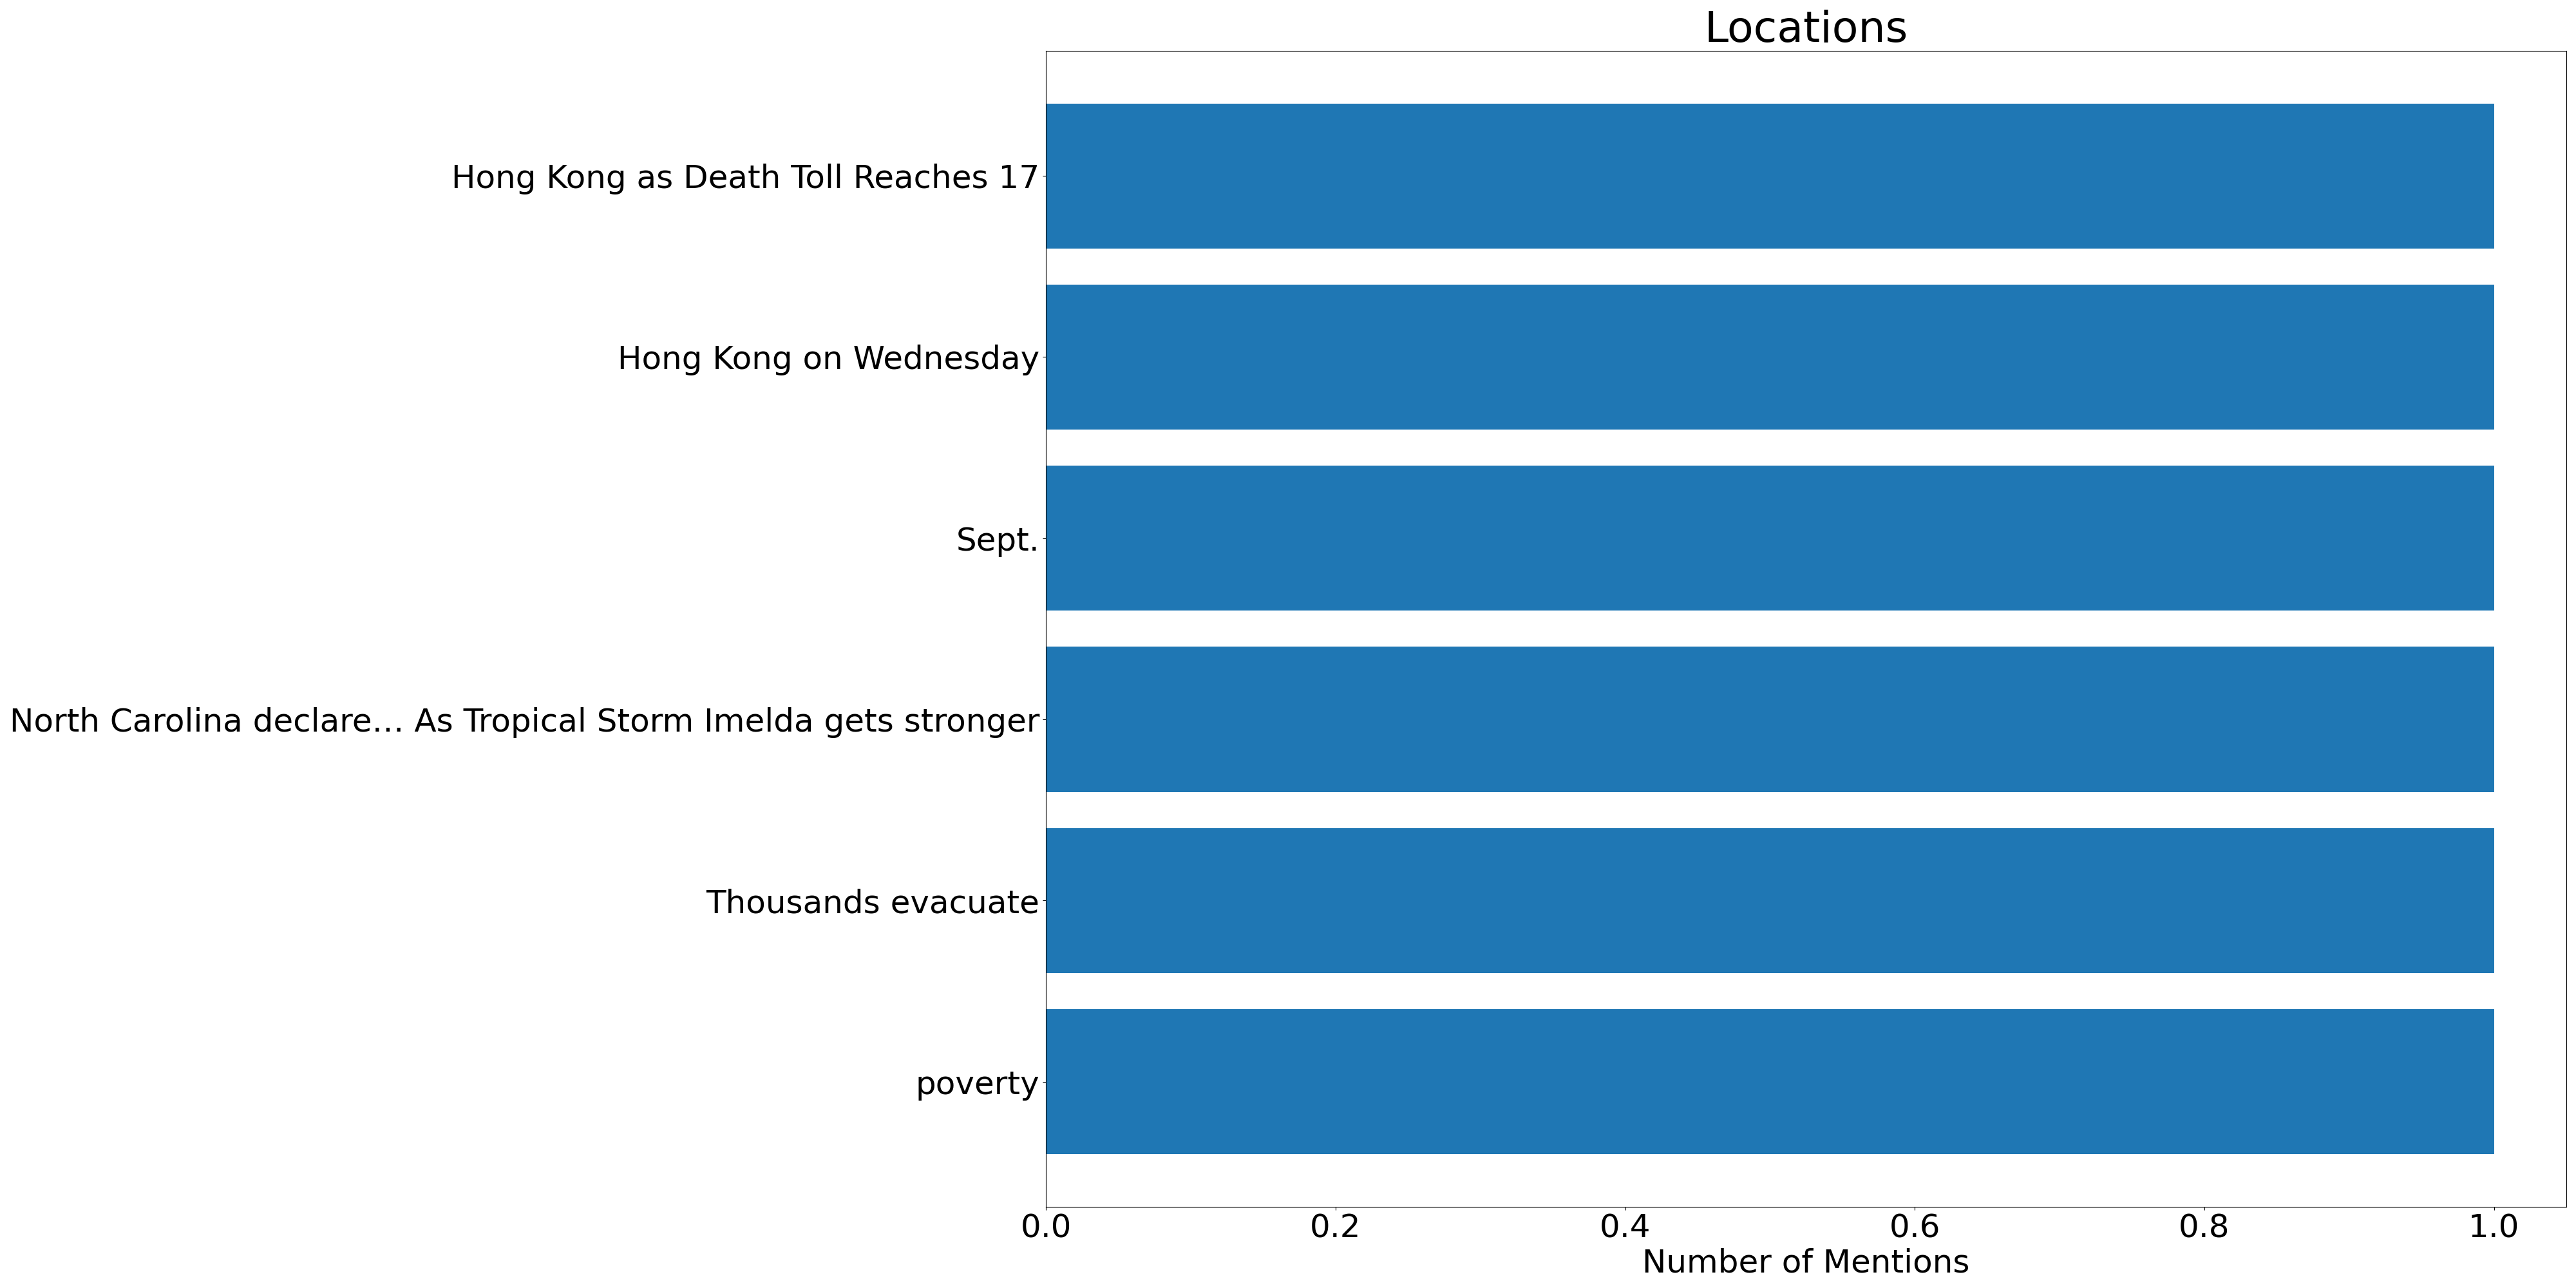 Locations
Hong Kong as Death Toll Reaches 17
Hong Kong on Wednesday
Sept.
North Carolina declare… As Tropical Storm Imelda gets stronger
Thousands evacuate
poverty
0.0 0.2 0.4 0.6 0.8 1.0
Number of Mentions